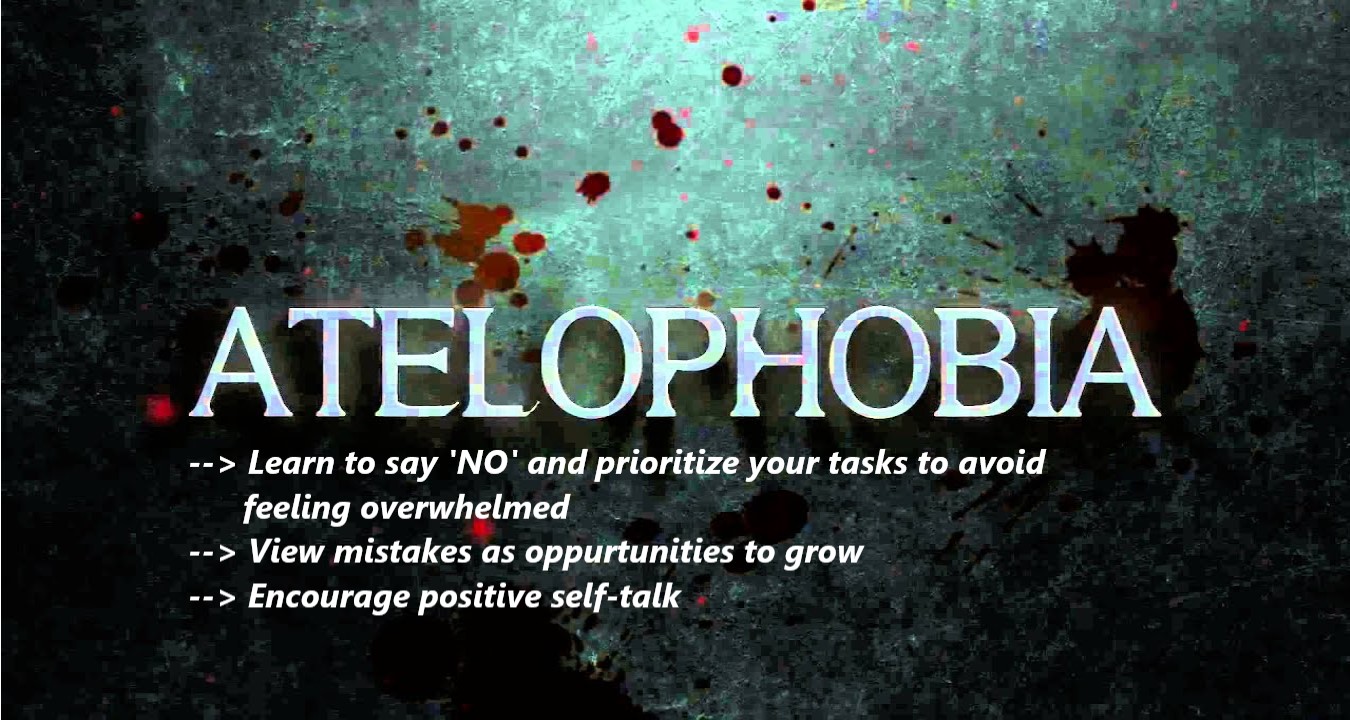 ATELOPHOBIA
--> Learn to say 'NO' and prioritize your tasks to avoid
feeling overwhelmed
--> View mistakes as oppurtunities to grow
--> Encourage positive self-talk